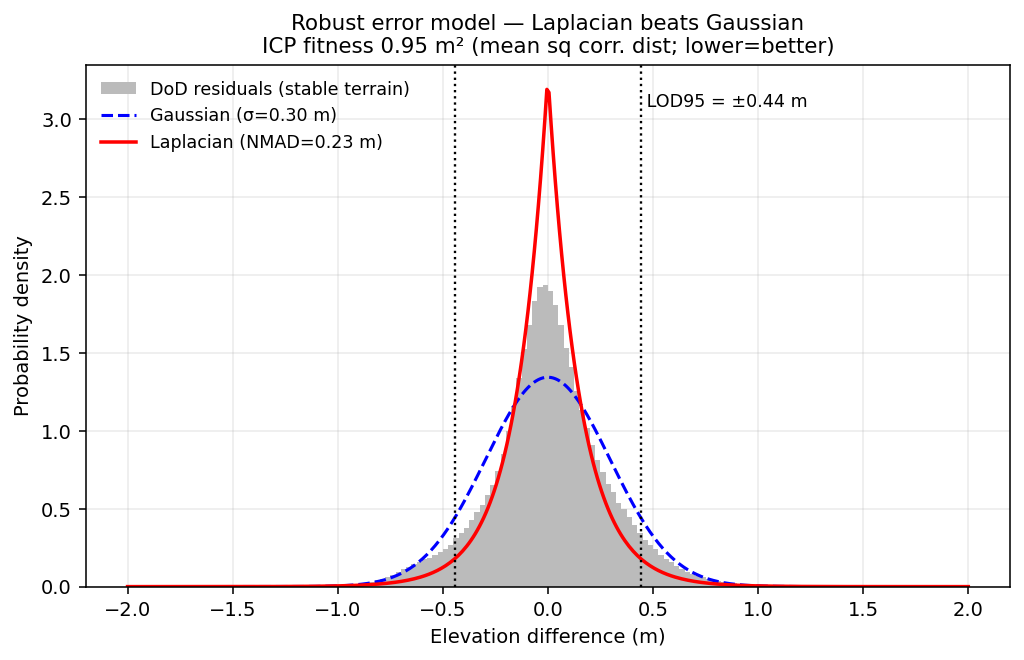 Robust error model — Laplacian beats Gaussian
ICP fitness 0.95 m² (mean sq corr. dist; lower=better)
DoD residuals (stable terrain)
Gaussian (σ=0.30 m)
Laplacian (NMAD=0.23 m)
LOD95 = ±0.44 m
Probability density
3.0
2.5
2.0
1.5
1.0
0.5
0.0
−2.0 −1.5 −1.0 −0.5 0.0 0.5 1.0 1.5 2.0
Elevation difference (m)